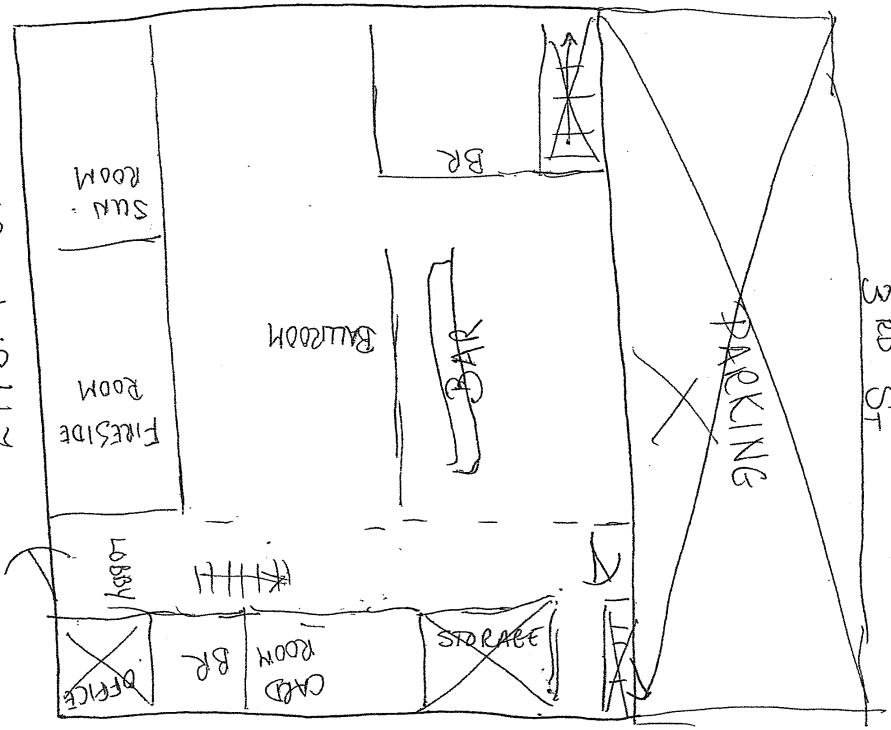 SUN
ROOM
BR
BALLROOM
BAR
PARKING
3RD ST
FIRESIDE
ROOM
LOBBY
OFFICE
BR
CARD
ROOM
STORAGE